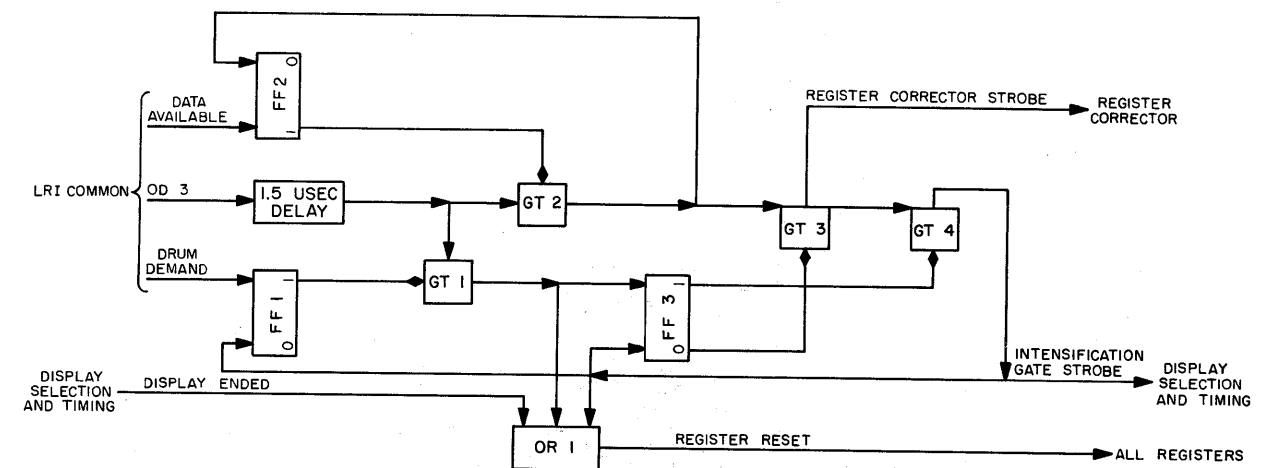 FF2
0
1
DATA
AVAILABLE
REGISTER CORRECTOR STROBE
REGISTER
CORRECTOR
LRI COMMON
OD 3
1.5 USEC
DELAY
GT 2
GT 3
GT 4
DRUM
DEMAND
FF 1
1
0
GT 1
FF 3
1
0
INTENSIFICATION
GATE STROBE
DISPLAY
SELECTION
AND TIMING
DISPLAY
SELECTION
AND TIMING
DISPLAY ENDED
OR 1
REGISTER RESET
ALL REGISTERS